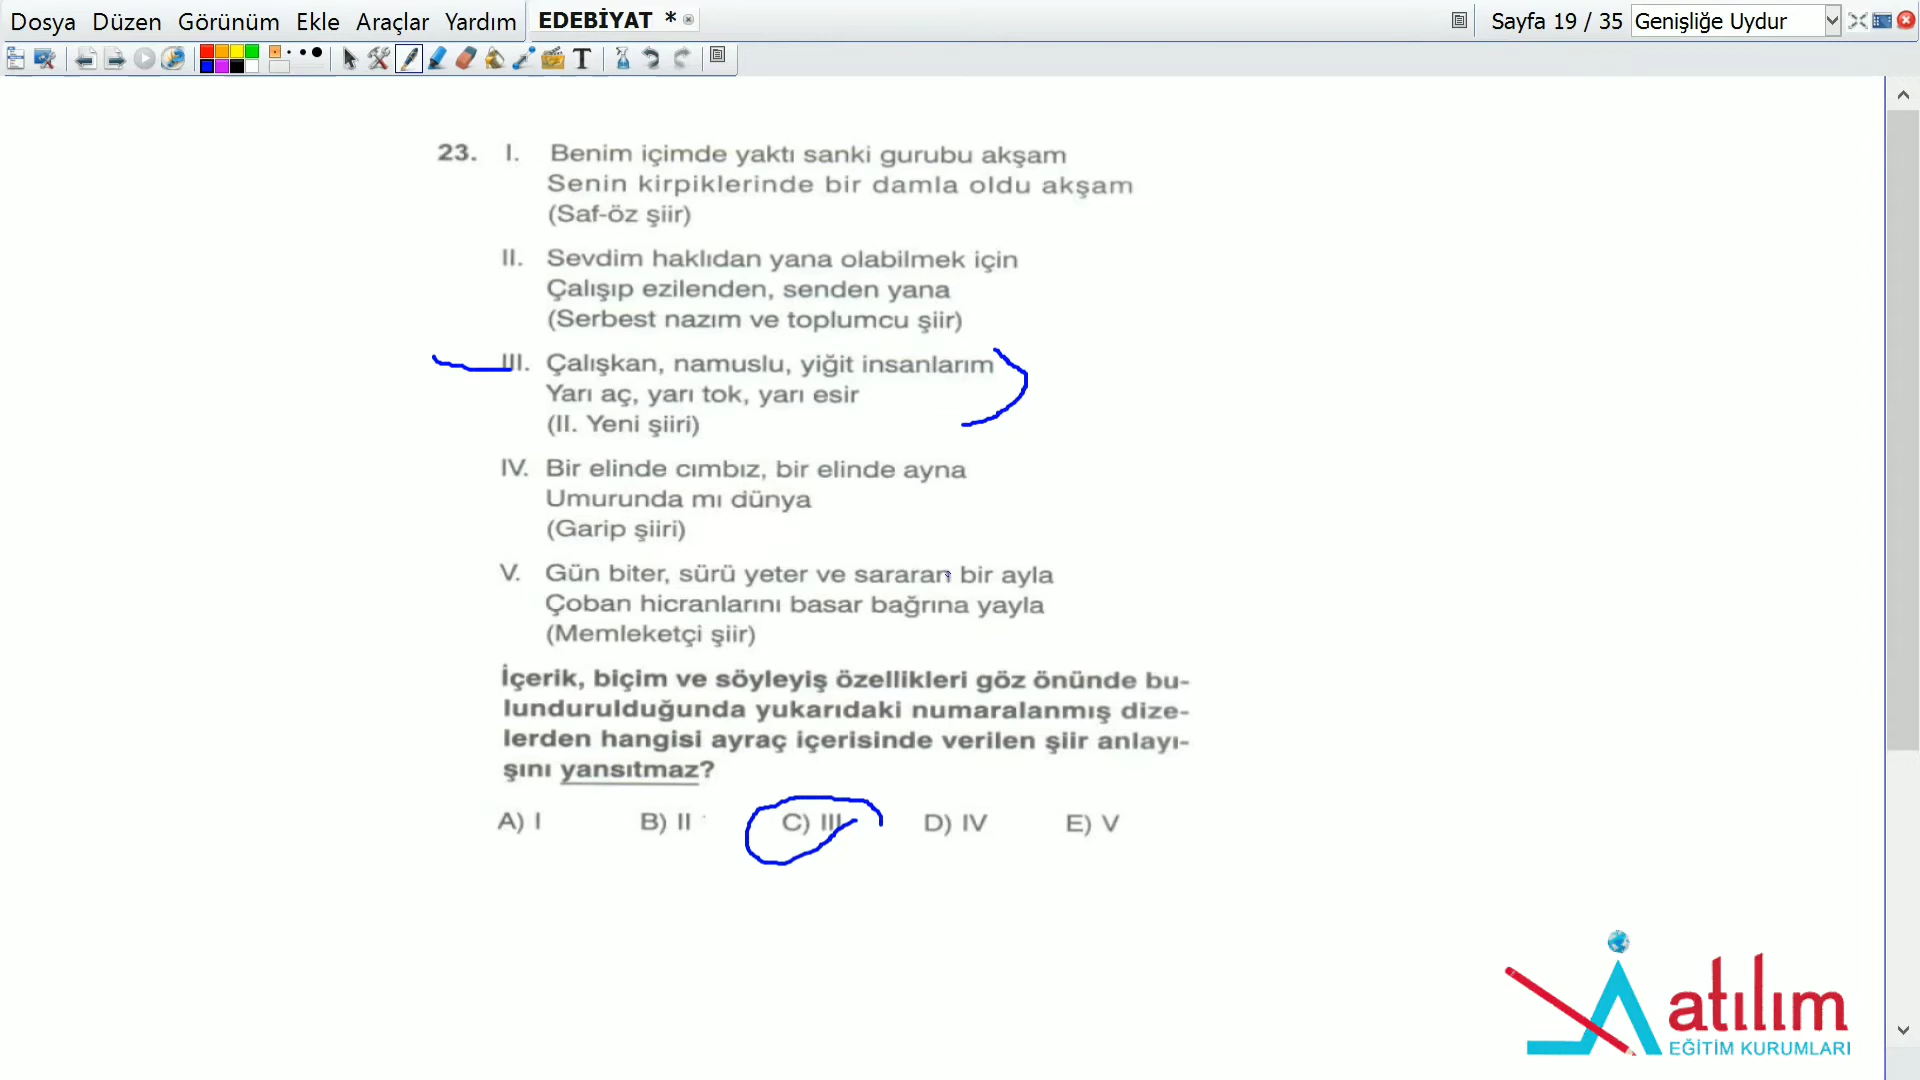 Dosya Düzen Görünüm Ekle Araçlar Yardım EDEBİYAT * Sayfa 19 / 35 Genişliğe Uydur
23. I. Benim içimde yaktı sanki gurubu akşam
Senin kirpiklerinde bir damla oldu akşam
(Saf-öz şiir)
II. Sevdim haklıdan yana olabilmek için
Çalışıp ezilenden, senden yana
(Serbest nazım ve toplumcu şiir)
III. Çalışkan, namuslu, yiğit insanlarım
Yarı aç, yarı tok, yarı esir
(II. Yeni şiiri)
IV. Bir elinde cımbız, bir elinde ayna
Umurunda mı dünya
(Garip şiiri)
V. Gün biter, sürü yeter ve sararan bir ayla
Çoban hicranlarını basar bağrına yayla
(Memleketçi şiir)
İçerik, biçim ve söyleyiş özellikleri göz önünde bu-
lundurulduğunda yukarıdaki numaralanmış dize-
lerden hangisi ayraç içerisinde verilen şiir anlayı-
şını yansıtmaz?
A) I B) II C) III D) IV E) V
atılım
EĞİTİM KURUMLARI